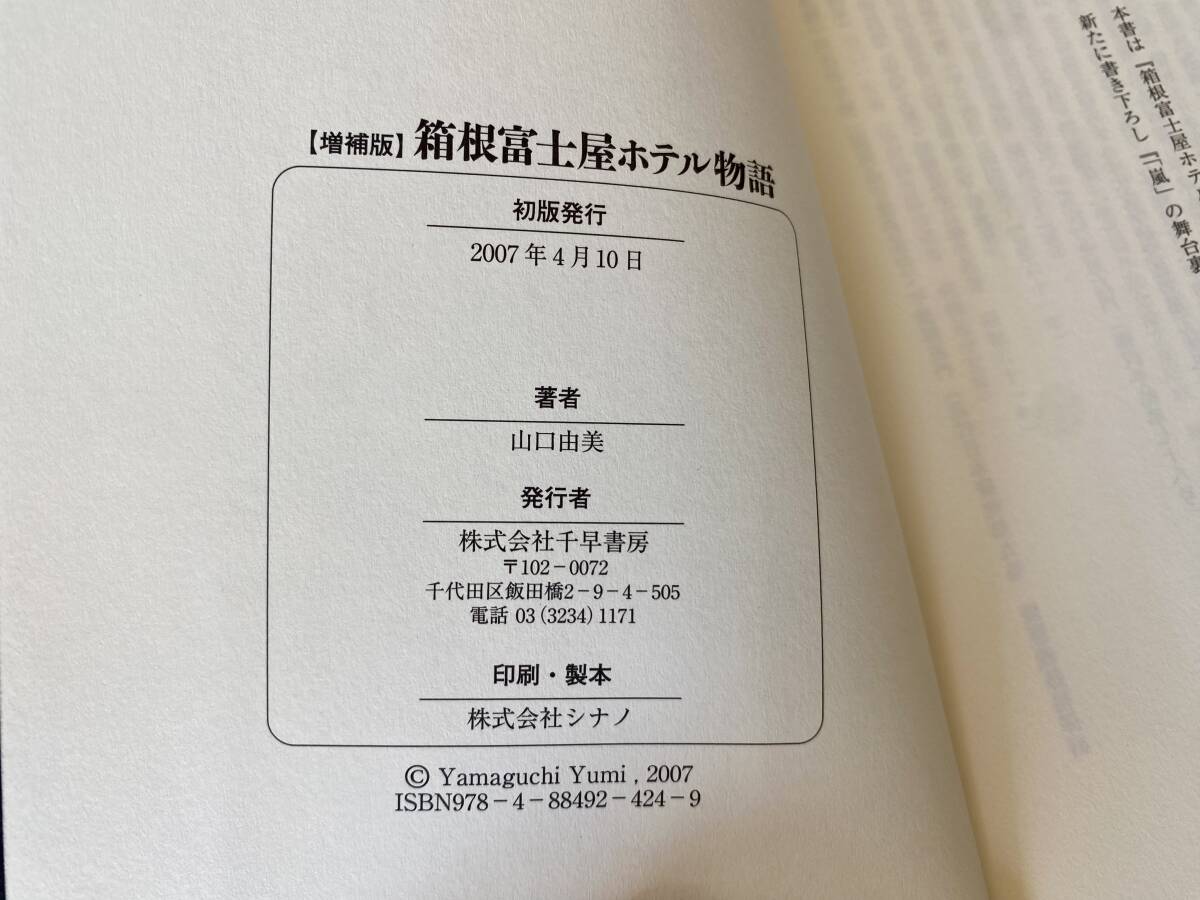 【増補版】箱根富士屋ホテル物語
初版発行
2007年4月10日
著者
山口由美
発行者
株式会社千早書房
〒102-0072
千代田区飯田橋2-9-4-505
電話 03(3234)1171
印刷・製本
株式会社シナノ
© Yamaguchi Yumi , 2007
ISBN978-4-88492-424-9
本書は『箱根富士屋ホテ
新たに書き下ろし『「嵐」の舞台裏